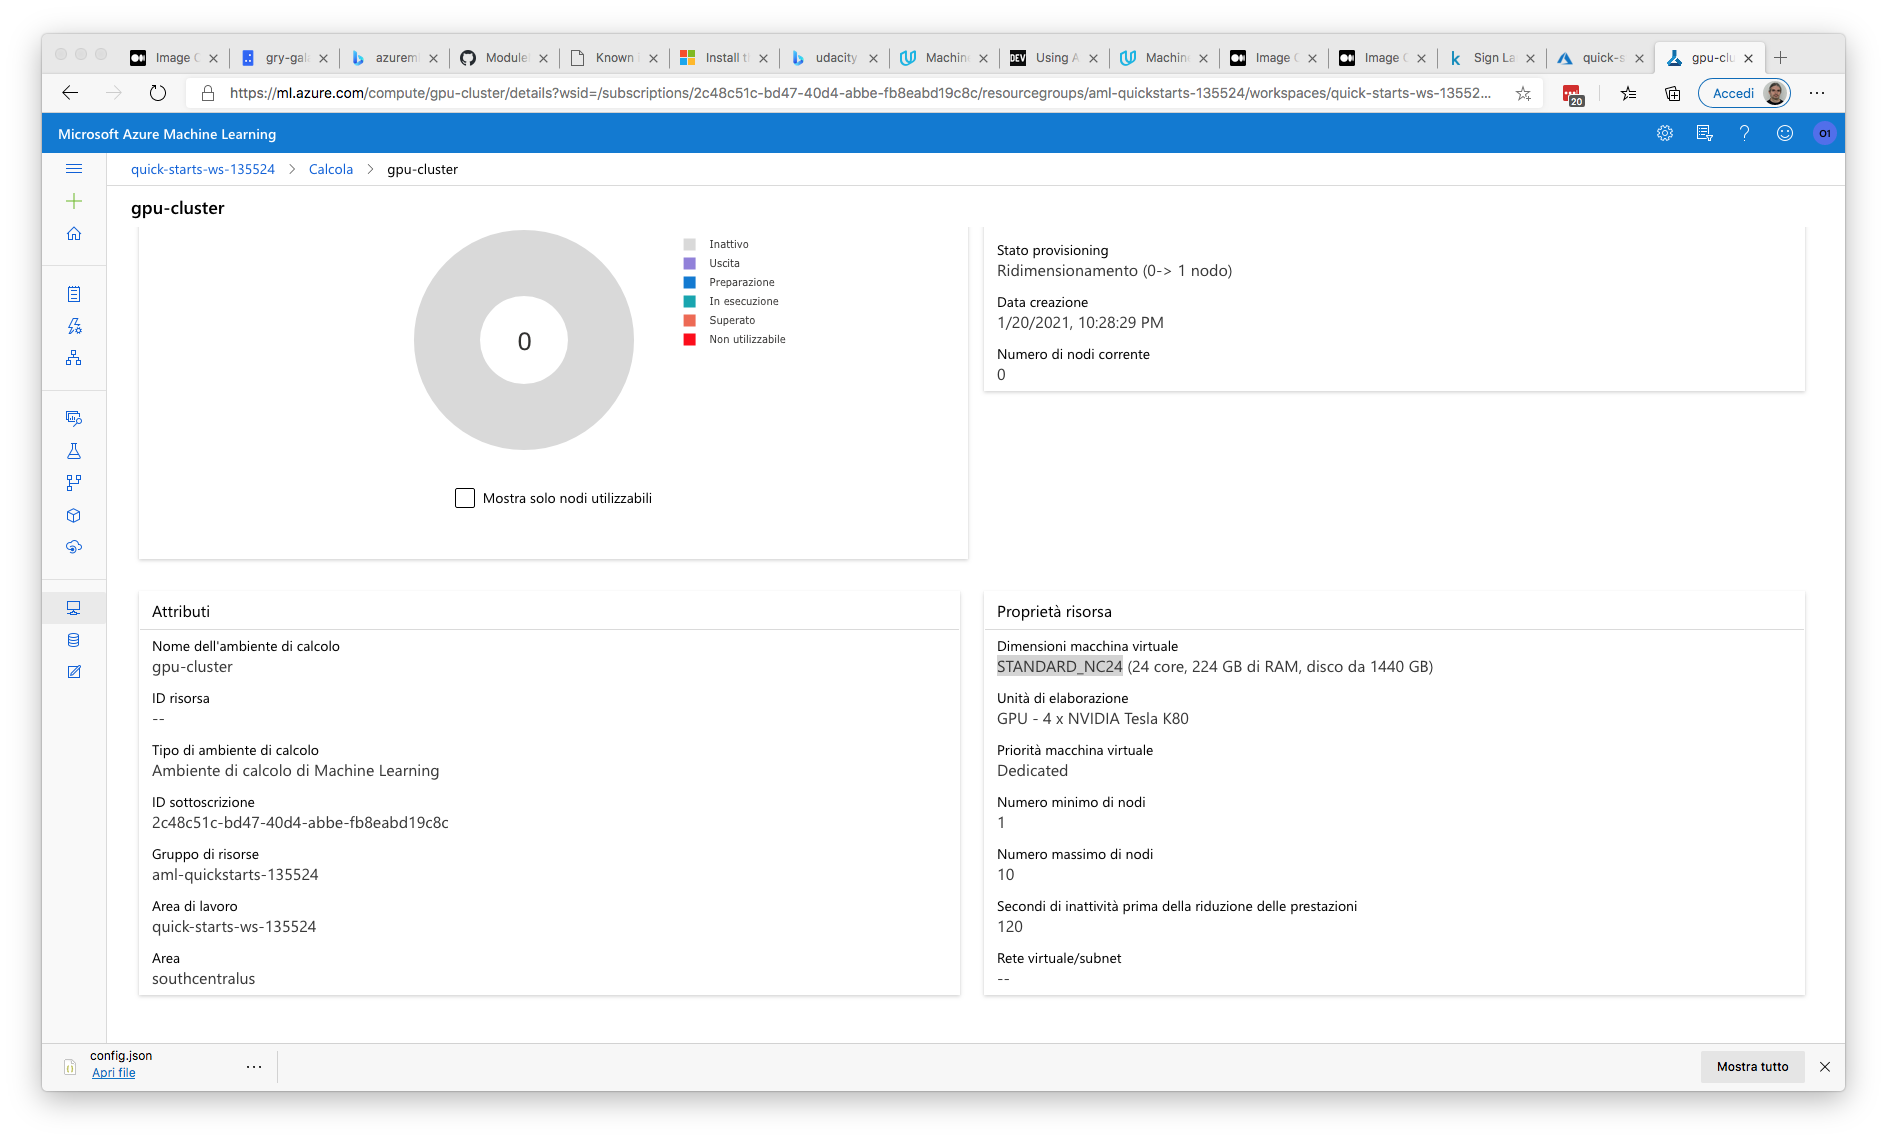 Image
gry-gal
azurem
Module
Known
Install t
udacity
Machin
DEV
Using A
Machin
Image
Image
k
Sign La
quick-s
gpu-clu
https://ml.azure.com/compute/gpu-cluster/details?wsid=/subscriptions/2c48c51c-bd47-40d4-abbe-fb8eabd19c8c/resourcegroups/aml-quickstarts-135524/workspaces/quick-starts-ws-13552...
20
Accedi
Microsoft Azure Machine Learning
O1
quick-starts-ws-135524 > Calcola > gpu-cluster
gpu-cluster
0
Inattivo
Uscita
Preparazione
In esecuzione
Superato
Non utilizzabile
Mostra solo nodi utilizzabili
Stato provisioning
Ridimensionamento (0-> 1 nodo)
Data creazione
1/20/2021, 10:28:29 PM
Numero di nodi corrente
0
Attributi
Nome dell'ambiente di calcolo
gpu-cluster
ID risorsa
--
Tipo di ambiente di calcolo
Ambiente di calcolo di Machine Learning
ID sottoscrizione
2c48c51c-bd47-40d4-abbe-fb8eabd19c8c
Gruppo di risorse
aml-quickstarts-135524
Area di lavoro
quick-starts-ws-135524
Area
southcentralus
Proprietà risorsa
Dimensioni macchina virtuale
STANDARD_NC24 (24 core, 224 GB di RAM, disco da 1440 GB)
Unità di elaborazione
GPU - 4 x NVIDIA Tesla K80
Priorità macchina virtuale
Dedicated
Numero minimo di nodi
1
Numero massimo di nodi
10
Secondi di inattività prima della riduzione delle prestazioni
120
Rete virtuale/subnet
--
config.json
Apri file
Mostra tutto